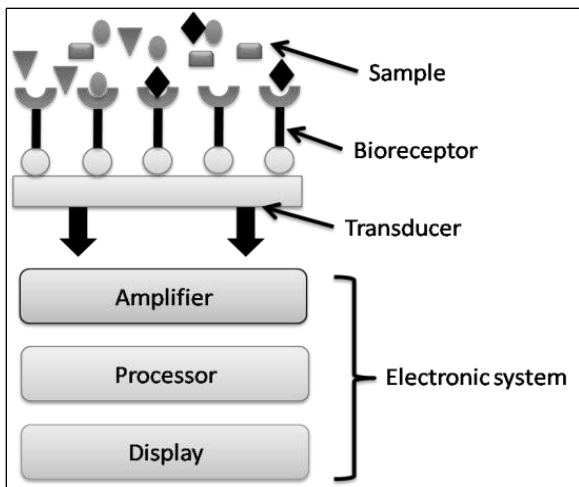 Sample
Bioreceptor
Transducer
Amplifier
Processor
Electronic system
Display